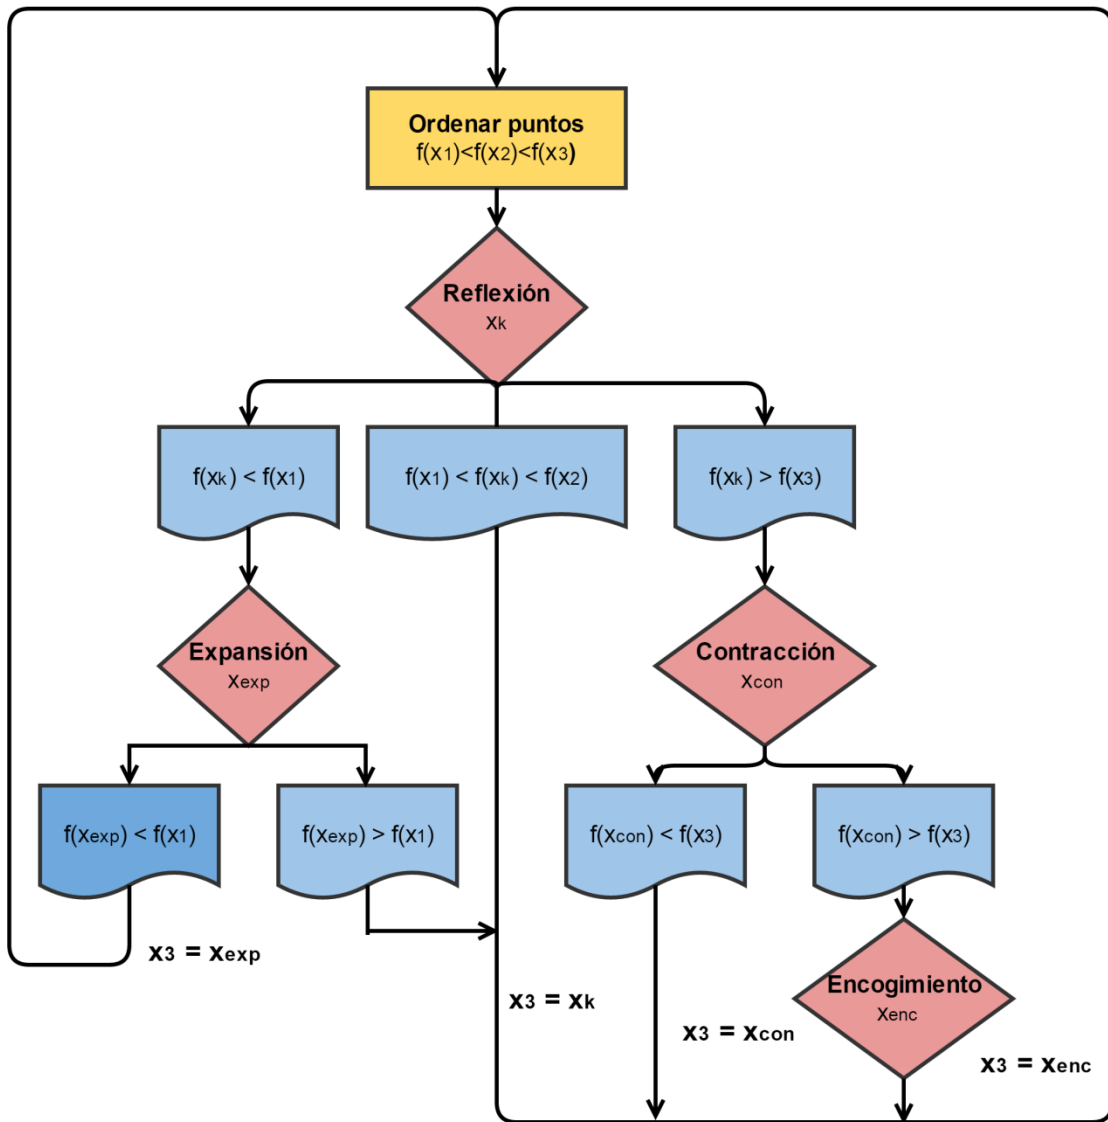 Ordenar puntos
f(x1)<f(x2)<f(x3)
Reflexión
xk
f(xk) < f(x1)
f(x1) < f(xk) < f(x2)
f(xk) > f(x3)
Expansión
xexp
Contracción
xcon
f(xexp) < f(x1)
f(xexp) > f(x1)
f(xcon) < f(x3)
f(xcon) > f(x3)
x3 = xexp
x3 = xk
Encogimiento
xenc
x3 = xcon
x3 = xenc